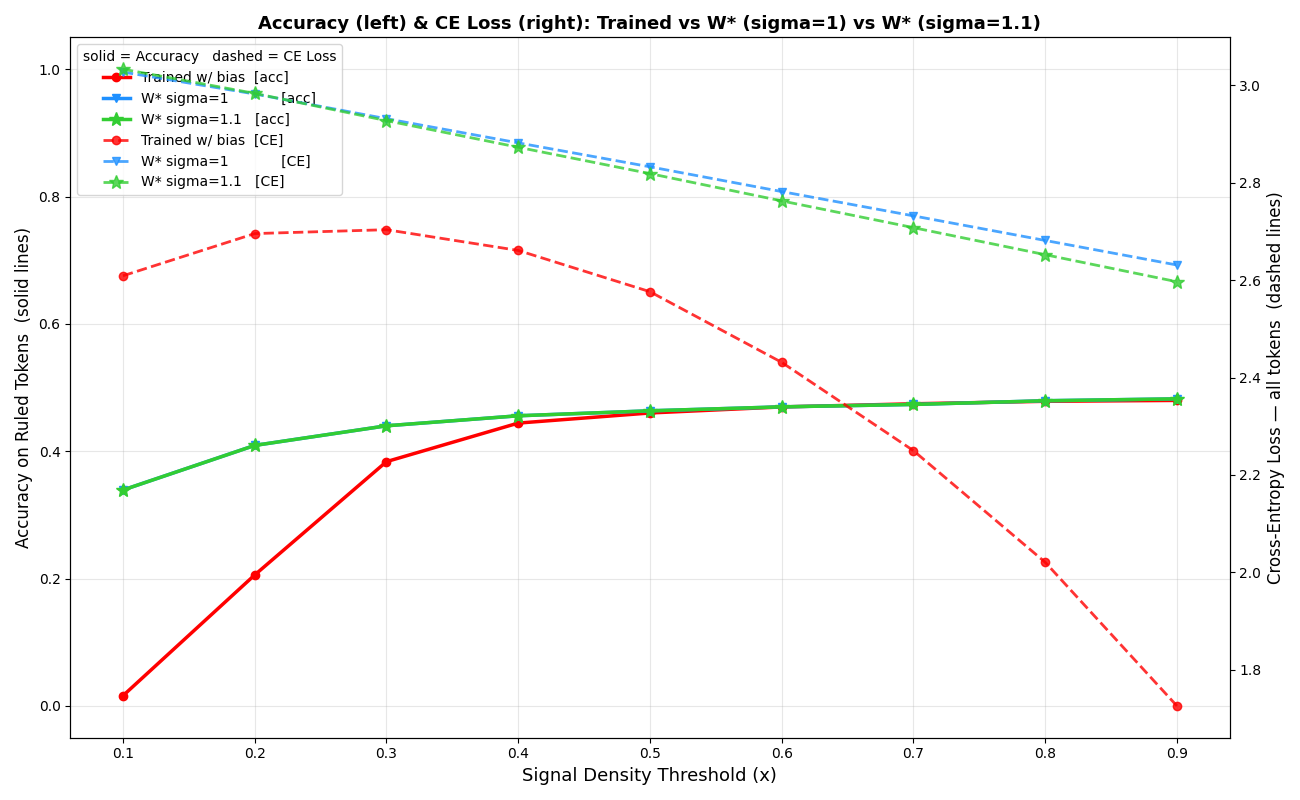 Accuracy (left) & CE Loss (right): Trained vs W* (sigma=1) vs W* (sigma=1.1)
solid = Accuracy   dashed = CE Loss
Trained w/ bias  [acc]
W* sigma=1            [acc]
W* sigma=1.1   [acc]
Trained w/ bias  [CE]
W* sigma=1            [CE]
W* sigma=1.1   [CE]
Accuracy on Ruled Tokens  (solid lines)
1.0
0.8
0.6
0.4
0.2
0.0
3.0
2.8
2.6
2.4
2.2
2.0
1.8
Cross-Entropy Loss — all tokens  (dashed lines)
0.1 0.2 0.3 0.4 0.5 0.6 0.7 0.8 0.9
Signal Density Threshold (x)